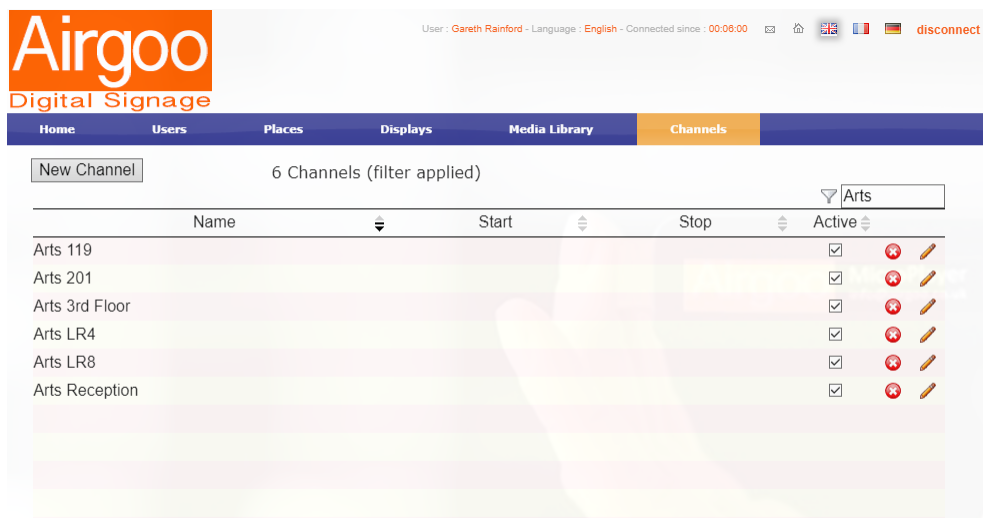 Airgoo
Digital Signage
User : Gareth Rainford - Language : English - Connected since : 00:06:00 disconnect
Home Users Places Displays Media Library Channels
New Channel 6 Channels (filter applied)
Arts
Name Start Stop Active
Arts 119
Arts 201
Arts 3rd Floor
Arts LR4
Arts LR8
Arts Reception